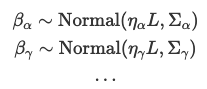 β_α ∼ Normal(η_α L, Σ_α)
β_γ ∼ Normal(η_γ L, Σ_γ)
⋯